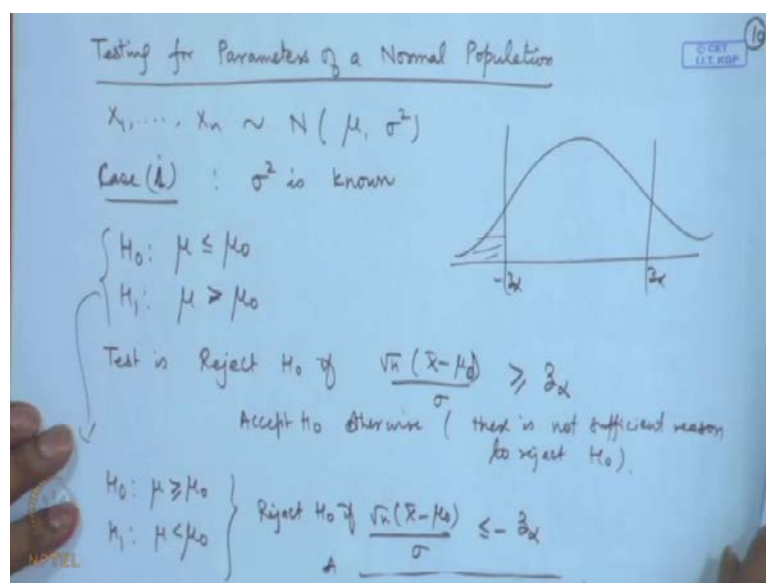 10
© CET
I.I.T. KGP
Testing for Parameters of a Normal Population
X₁, ..... Xₙ ~ N( μ, σ²)
Case (i) : σ² is known
H₀: μ ≤ μ₀
H₁: μ > μ₀
-zα zα
Test is Reject H₀ if √n (x̄-μ₀)/σ ≥ zα
Accept H₀ otherwise ( there is not sufficient reason
to reject H₀).
H₀: μ ≥ μ₀
H₁: μ < μ₀
Reject H₀ if √n(x̄-μ₀)/σ ≤ - zα
NPTEL